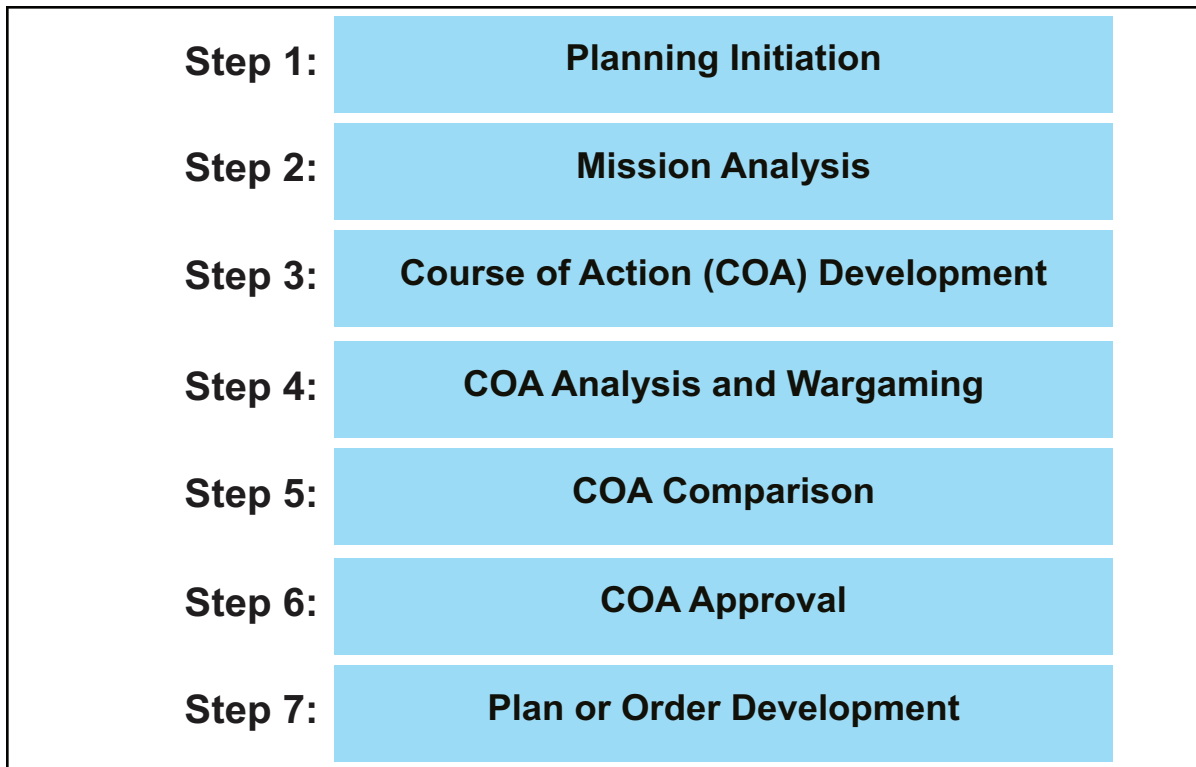 Step 1: Planning Initiation
Step 2: Mission Analysis
Step 3: Course of Action (COA) Development
Step 4: COA Analysis and Wargaming
Step 5: COA Comparison
Step 6: COA Approval
Step 7: Plan or Order Development